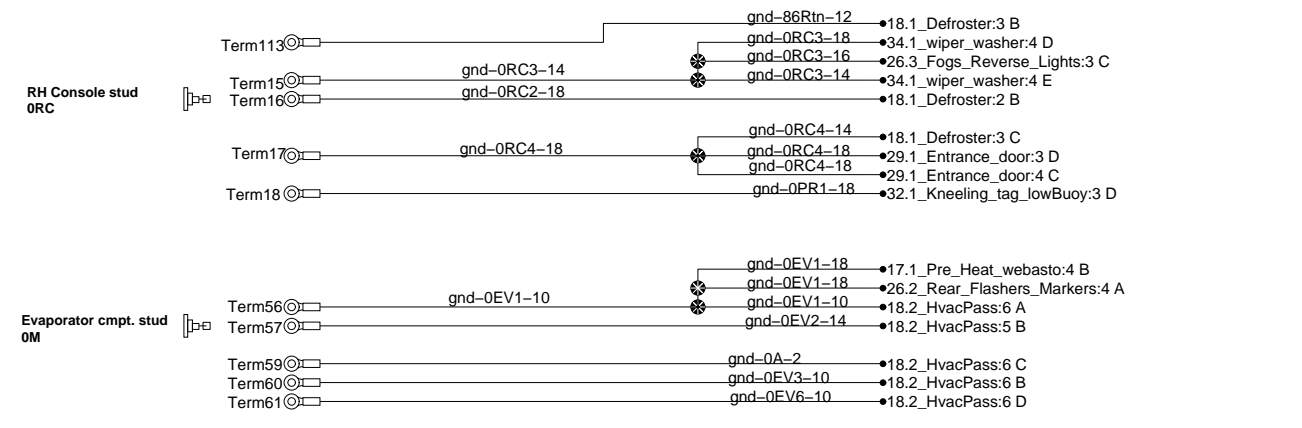 gnd–86Rtn–12
18.1_Defroster:3 B
Term113
gnd–0RC3–18
34.1_wiper_washer:4 D
gnd–0RC3–16
26.3_Fogs_Reverse_Lights:3 C
Term15
gnd–0RC3–14
gnd–0RC3–14
34.1_wiper_washer:4 E
RH Console stud
0RC
Term16
gnd–0RC2–18
18.1_Defroster:2 B
gnd–0RC4–14
18.1_Defroster:3 C
Term17
gnd–0RC4–18
gnd–0RC4–18
29.1_Entrance_door:3 D
gnd–0RC4–18
29.1_Entrance_door:4 C
Term18
gnd–0PR1–18
32.1_Kneeling_tag_lowBuoy:3 D
gnd–0EV1–18
17.1_Pre_Heat_webasto:4 B
gnd–0EV1–18
26.2_Rear_Flashers_Markers:4 A
Term56
gnd–0EV1–10
gnd–0EV1–10
18.2_HvacPass:6 A
Evaporator cmpt. stud
0M
Term57
gnd–0EV2–14
18.2_HvacPass:5 B
Term59
gnd–0A–2
18.2_HvacPass:6 C
Term60
gnd–0EV3–10
18.2_HvacPass:6 B
Term61
gnd–0EV6–10
18.2_HvacPass:6 D